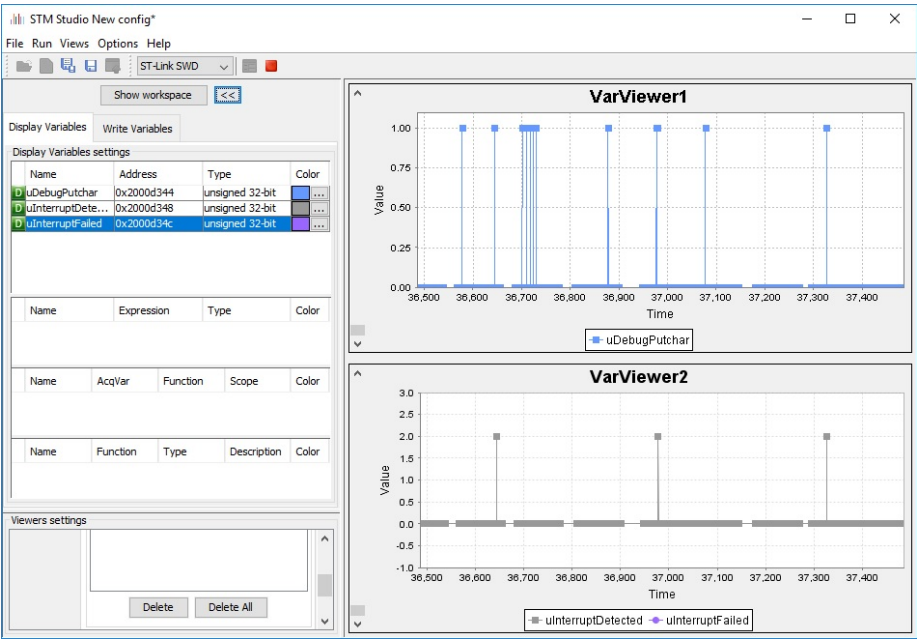 STM Studio New config*
File Run Views Options Help
ST-Link SWD
Show workspace <<
Display Variables Write Variables
Display Variables settings
Name Address Type Color
D uDebugPutchar 0x2000d344 unsigned 32-bit ...
D uInterruptDete... 0x2000d348 unsigned 32-bit ...
D uInterruptFailed 0x2000d34c unsigned 32-bit ...
Name Expression Type Color
Name AcqVar Function Scope Color
Name Function Type Description Color
Viewers settings
Delete Delete All
VarViewer1
1.00
0.75
0.50
0.25
0.00
Value
36,500 36,600 36,700 36,800 36,900 37,000 37,100 37,200 37,300 37,400
Time
uDebugPutchar
VarViewer2
3.0
2.5
2.0
1.5
1.0
0.5
0.0
-0.5
-1.0
Value
36,500 36,600 36,700 36,800 36,900 37,000 37,100 37,200 37,300 37,400
Time
uInterruptDetected uInterruptFailed